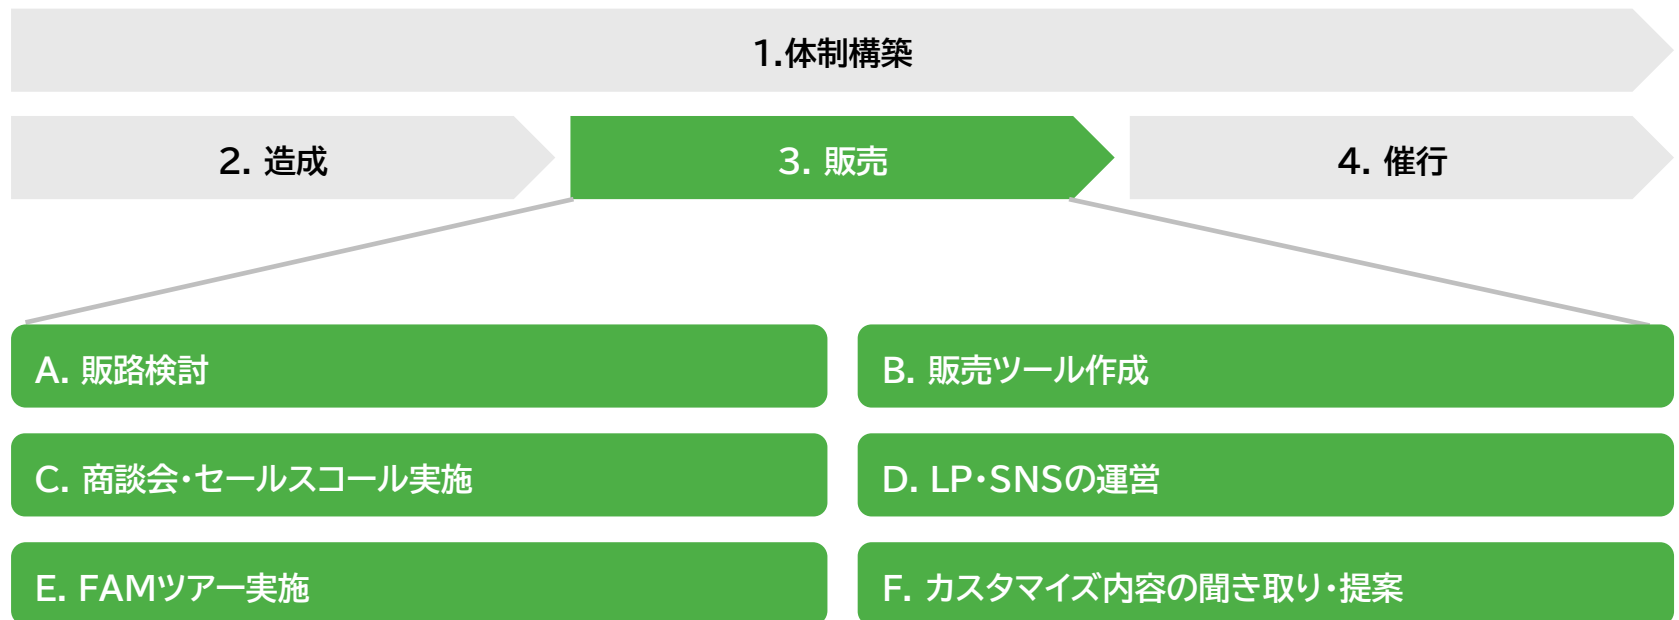 1.体制構築
2. 造成
3. 販売
4. 催行
A. 販路検討
B. 販売ツール作成
C. 商談会・セールスコール実施
D. LP・SNSの運営
E. FAMツアー実施
F. カスタマイズ内容の聞き取り・提案